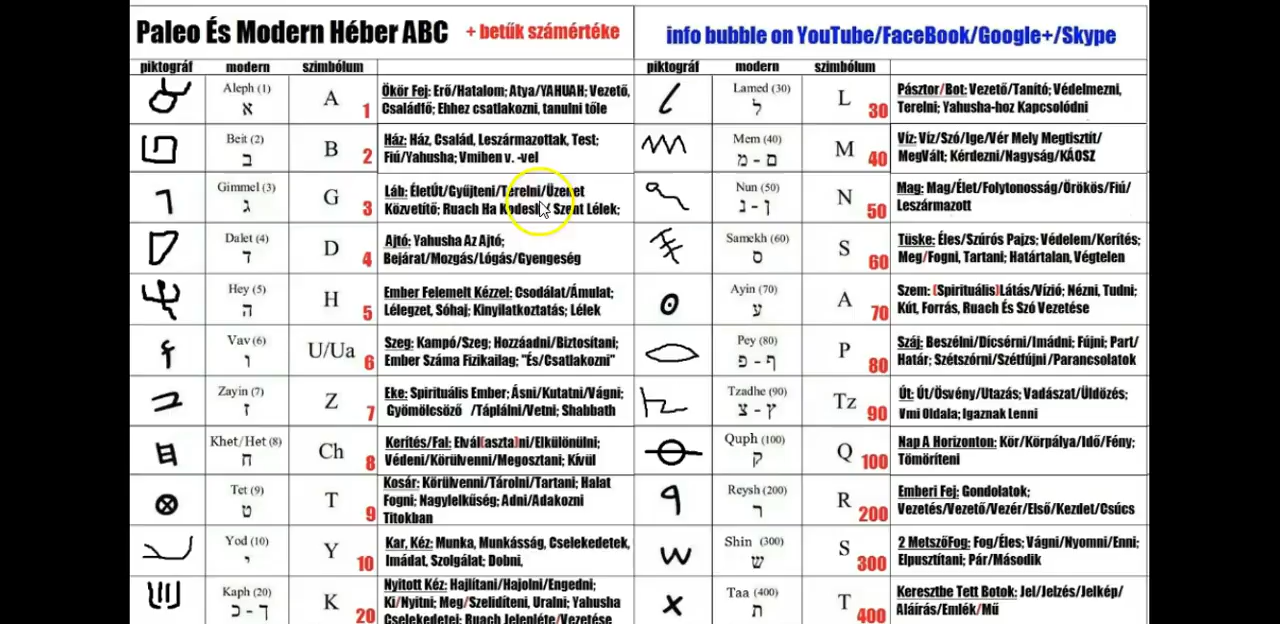 Paleo És Modern Héber ABC + betűk számértéke
info bubble on YouTube/FaceBook/Google+/Skype
piktográf modern szimbólum
piktográf modern szimbólum
Aleph (1)
א
A
1
Ökör Fej: Erő/Hatalom; Atya/YAHUAH; Vezető,
Családfő; Ehhez csatlakozni, tanulni tőle
Beit (2)
ב
B
2
Ház: Ház, Család, Leszármazottak, Test;
Fiú/Yahusha; Vmiben v. -vel
Gimmel (3)
ג
G
3
Láb: ÉletÚt/Gyűjteni/Terelni/Üzenet
Közvetítő; Ruach Ha Kodesh/ Szent Lélek;
Dalet (4)
ד
D
4
Ajtó: Yahusha Az Ajtó;
Bejárat/Mozgás/Lógás/Gyengeség
Hey (5)
ה
H
5
Ember Felemelt Kézzel: Csodálat/Ámulat;
Lélegzet, Sóhaj; Kinyilatkoztatás; Lélek
Vav (6)
ו
U/Ua
6
Szeg: Kampó/Szeg; Hozzáadni/Biztosítani;
Ember Száma Fizikailag; "És/Csatlakozni"
Zayin (7)
ז
Z
7
Eke: Spirituális Ember; Ásni/Kutatni/Vágni;
Gyömölcsöző /Táplálni/Vetni; Shabbath
Khet/Het (8)
ח
Ch
8
Kerítés/Fal: Elvál(aszta)ni/Elkülönülni;
Védeni/Körülvenni/Megosztani; Kívül
Tet (9)
ט
T
9
Kosár: Körülvenni/Tárolni/Tartani; Halat
Fogni; Nagylelkűség; Adni/Adakozni
Titokban
Yod (10)
י
Y
10
Kar, Kéz: Munka, Munkásság, Cselekedetek,
Imádat, Szolgálat; Dobni,
Kaph (20)
ך - כ
K
20
Nyitott Kéz: Hajlítani/Hajolni/Engedni;
Ki/Nyitni; Meg/Szelidíteni, Uralni; Yahusha
Cselekedetei; Ruach Jelenléte/Vezetése
Lamed (30)
ל
L
30
Pásztor/Bot: Vezető/Tanító; Védelmezni,
Terelni; Yahusha-hoz Kapcsolódni
Mem (40)
ם - מ
M
40
Víz: Víz/Szó/Ige/Vér Mely Megtisztít/
MegVált; Kérdezni/Nagyság/KÁOSZ
Nun (50)
ן - נ
N
50
Mag: Mag/Élet/Folytonosság/Örökös/Fiú/
Leszármazott
Samekh (60)
ס
S
60
Tüske: Éles/Szúrós Pajzs; Védelem/Kerítés;
Meg/Fogni, Tartani; Határtalan, Végtelen
Ayin (70)
ע
A
70
Szem: (Spirituális)Látás/Vízió; Nézni, Tudni;
Kút, Forrás, Ruach És Szó Vezetése
Pey (80)
ף - פ
P
80
Száj: Beszélni/Dícsérni/Imádni; Fújni; Part/
Határ; Szétszórni/Szétfújni/Parancsolatok
Tzadhe (90)
ץ - צ
Tz
90
Út: Út/Ösvény/Utazás; Vadászat/Üldözés;
Vmi Oldala; Igaznak Lenni
Quph (100)
ק
Q
100
Nap A Horizonton: Kör/Körpálya/Idő/Fény;
Tömöríteni
Reysh (200)
ר
R
200
Emberi Fej: Gondolatok;
Vezetés/Vezető/Vezér/Első/Kezdet/Csúcs
Shin (300)
ש
S
300
2 MetszőFog: Fog/Éles; Vágni/Nyomni/Enni;
Elpusztítani; Pár/Második
Taa (400)
ת
T
400
Keresztbe Tett Botok: Jel/Jelzés/Jelkép/
Aláírás/Emlék/Mű